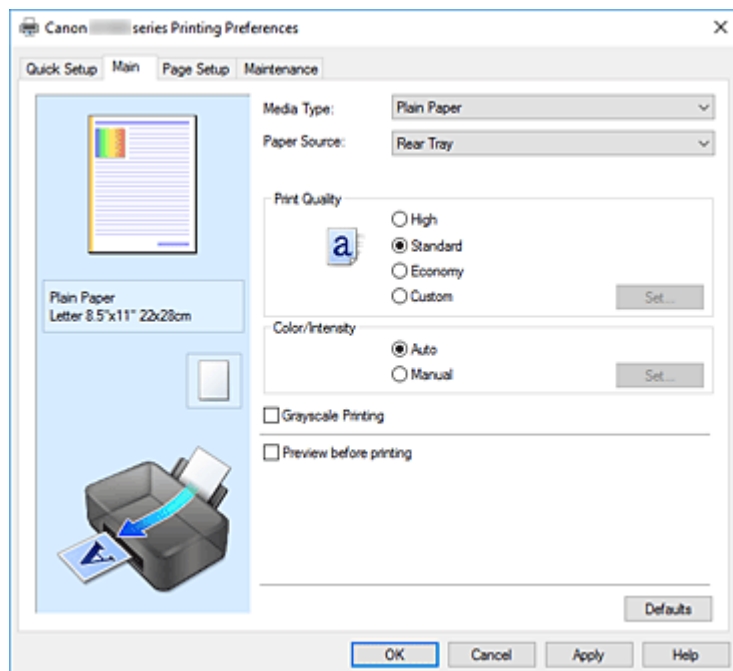 Canon series Printing Preferences
Quick Setup Main Page Setup Maintenance
Media Type: Plain Paper
Paper Source: Rear Tray
Print Quality
a
High
Standard
Economy
Custom Set...
Plain Paper
Letter 8.5"x11" 22x28cm
Color/Intensity
Auto
Manual Set...
Grayscale Printing
Preview before printing
A
Defaults
OK Cancel Apply Help